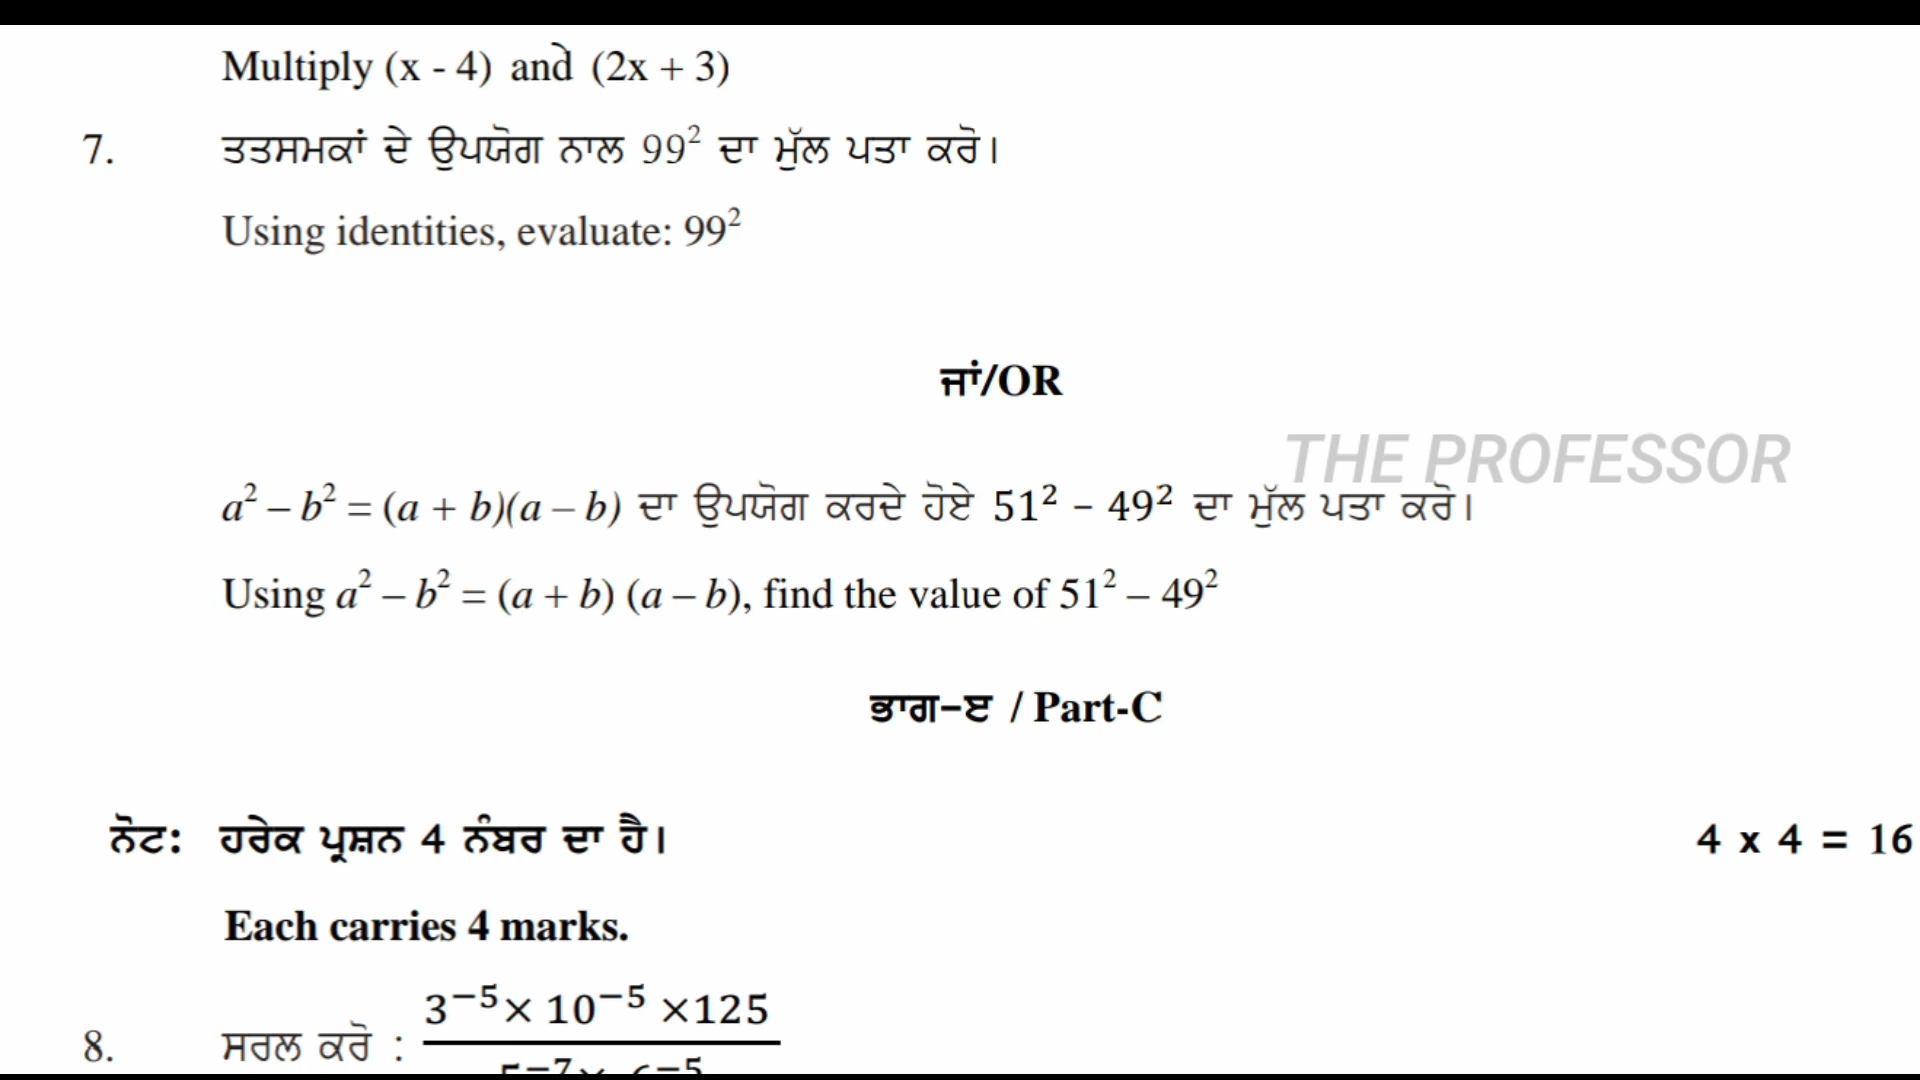 Multiply (x - 4) and (2x + 3)
7. ਤਤਸਮਕਾਂ ਦੇ ਉਪਯੋਗ ਨਾਲ 99² ਦਾ ਮੁੱਲ ਪਤਾ ਕਰੋ।
Using identities, evaluate: 99²
ਜਾਂ/OR
THE PROFESSOR
a² – b² = (a + b)(a – b) ਦਾ ਉਪਯੋਗ ਕਰਦੇ ਹੋਏ 51² – 49² ਦਾ ਮੁੱਲ ਪਤਾ ਕਰੋ।
Using a² – b² = (a + b) (a – b), find the value of 51² – 49²
ਭਾਗ–ੲ / Part-C
ਨੋਟ: ਹਰੇਕ ਪ੍ਰਸ਼ਨ 4 ਨੰਬਰ ਦਾ ਹੈ। 4 x 4 = 16
Each carries 4 marks.
3⁻⁵× 10⁻⁵ ×125
8. ਸਰਲ ਕਰੋ :